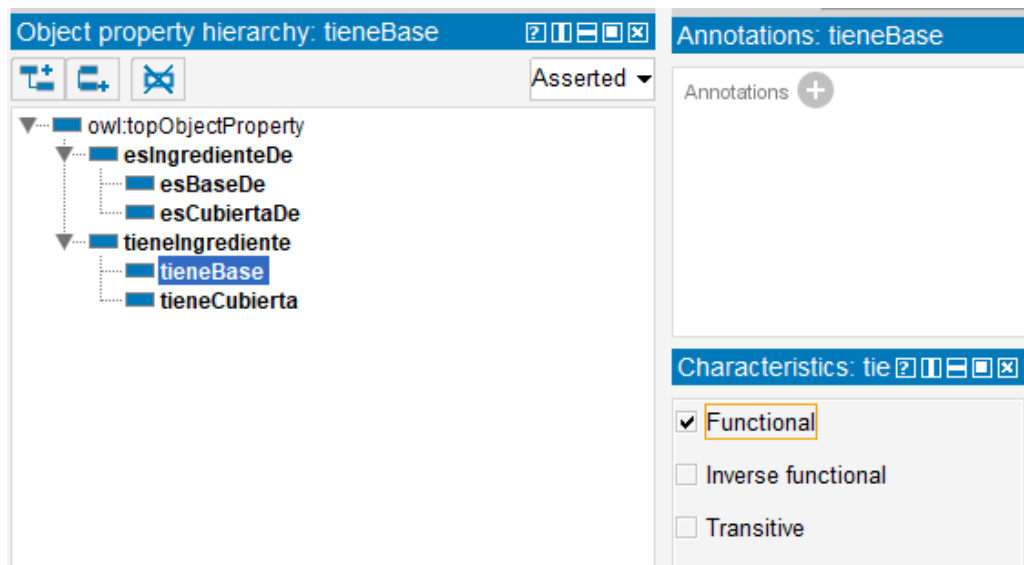 Object property hierarchy: tieneBase
Asserted
owl:topObjectProperty
esIngredienteDe
esBaseDe
esCubiertaDe
tieneIngrediente
tieneBase
tieneCubierta
Annotations: tieneBase
Annotations
Characteristics: tie
Functional
Inverse functional
Transitive